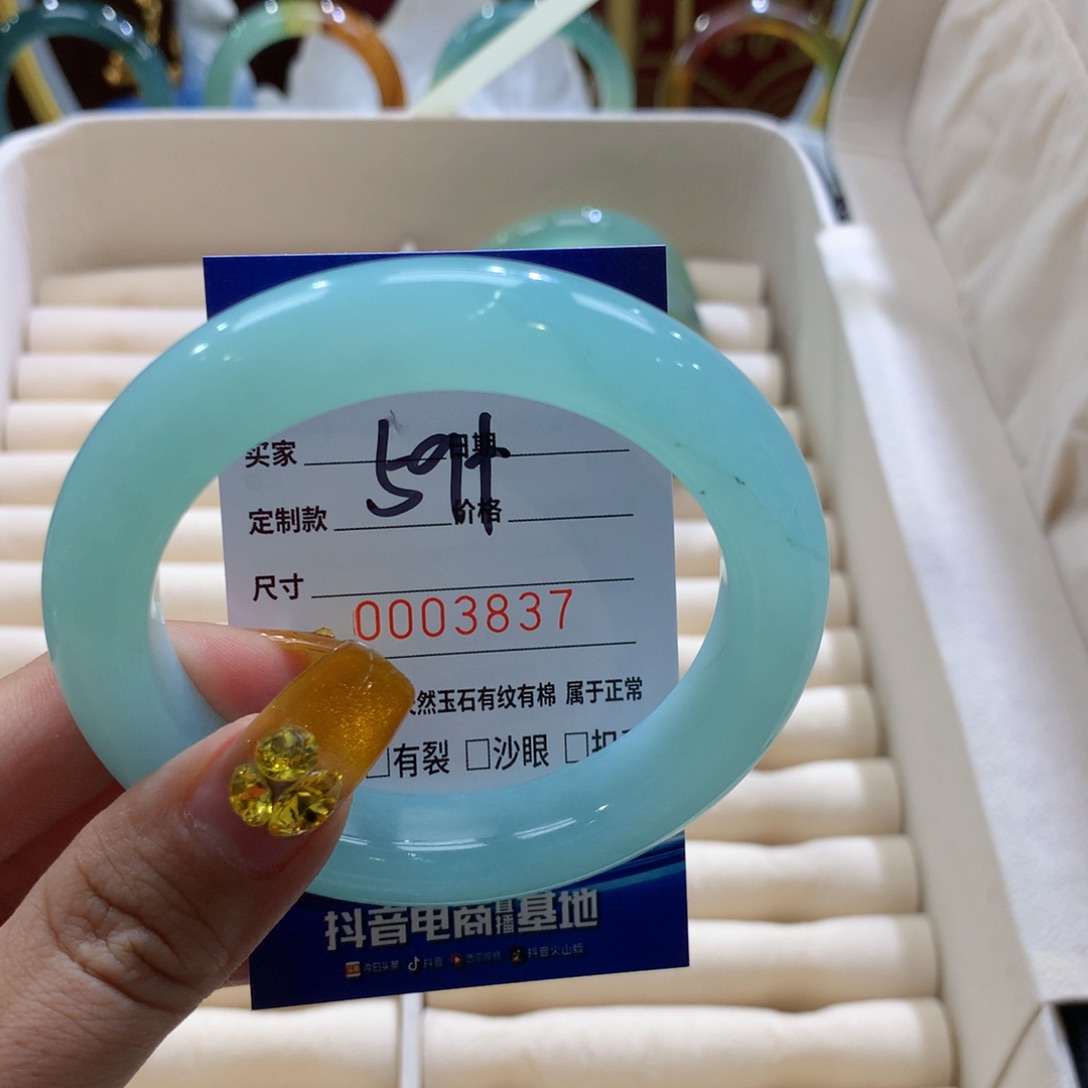 买家 日期
定制款 价格
尺寸
0003837
然玉石有纹有棉 属于正常
□有裂 □沙眼
抖音电商直播基地
今日头条 抖音 西瓜视频 抖音火山版